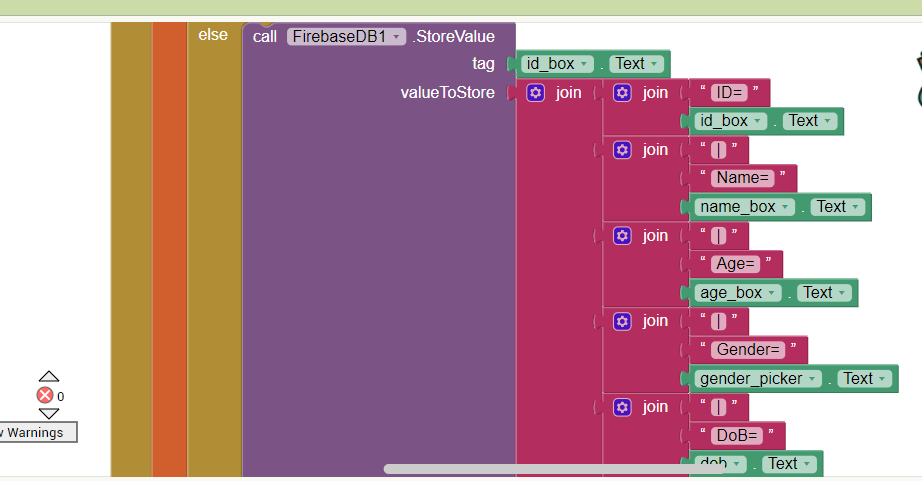 else call FirebaseDB1 .StoreValue
tag id_box . Text
valueToStore join join “ ID= ”
id_box . Text
join “ | ”
“ Name= ”
name_box . Text
join “ | ”
“ Age= ”
age_box . Text
join “ | ”
“ Gender= ”
gender_picker . Text
0
join “ | ”
Warnings “ DoB= ”
dob . Text